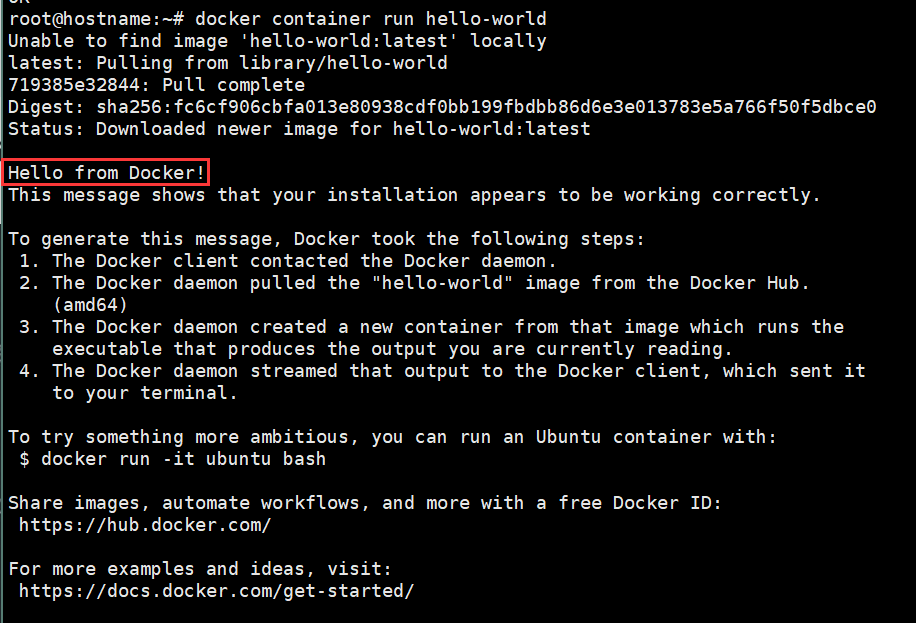 root@hostname:~# docker container run hello-world
Unable to find image 'hello-world:latest' locally
latest: Pulling from library/hello-world
719385e32844: Pull complete
Digest: sha256:fc6cf906cbfa013e80938cdf0bb199fbdbb86d6e3e013783e5a766f50f5dbce0
Status: Downloaded newer image for hello-world:latest

Hello from Docker!
This message shows that your installation appears to be working correctly.

To generate this message, Docker took the following steps:
 1. The Docker client contacted the Docker daemon.
 2. The Docker daemon pulled the "hello-world" image from the Docker Hub.
    (amd64)
 3. The Docker daemon created a new container from that image which runs the
    executable that produces the output you are currently reading.
 4. The Docker daemon streamed that output to the Docker client, which sent it
    to your terminal.

To try something more ambitious, you can run an Ubuntu container with:
 $ docker run -it ubuntu bash

Share images, automate workflows, and more with a free Docker ID:
 https://hub.docker.com/

For more examples and ideas, visit:
 https://docs.docker.com/get-started/